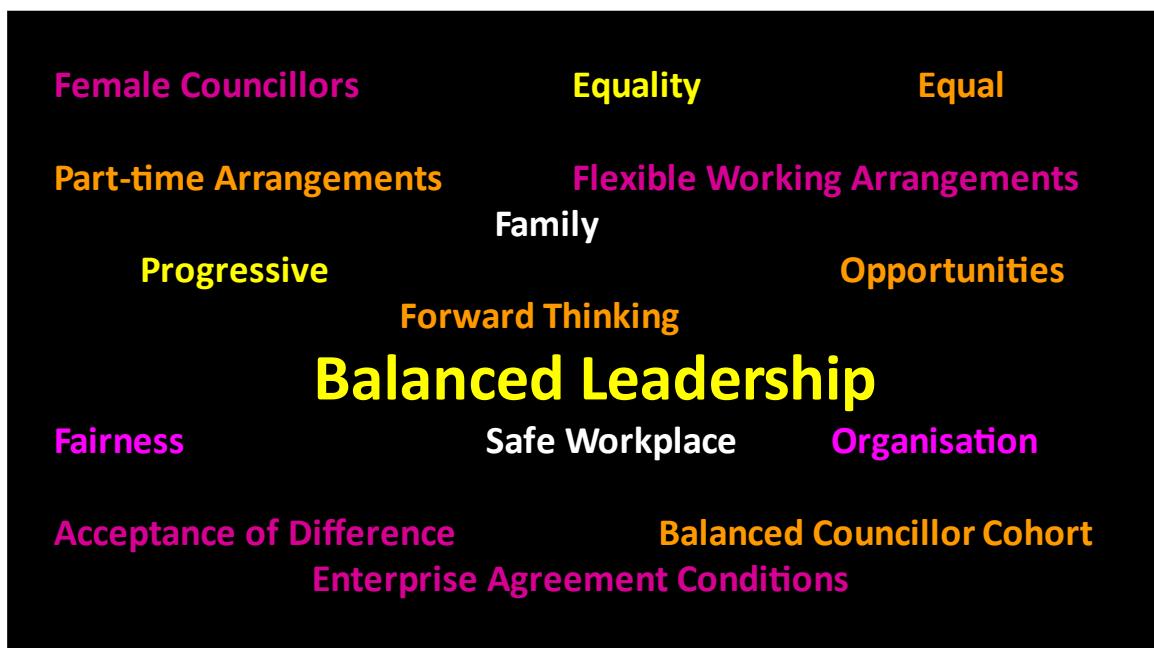 Female Councillors Equality Equal
Part-time Arrangements Flexible Working Arrangements
Family
Progressive Opportunities
Forward Thinking
Balanced Leadership
Fairness Safe Workplace Organisation
Acceptance of Difference Balanced Councillor Cohort
Enterprise Agreement Conditions